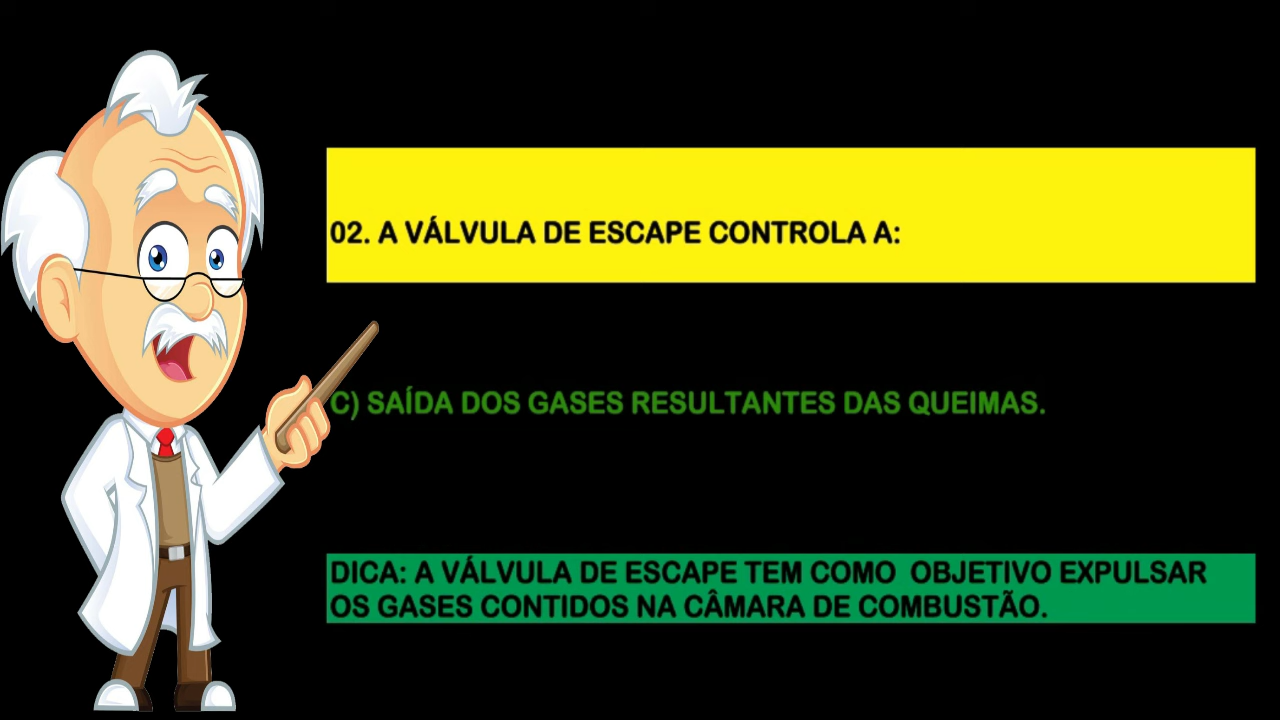 02. A VÁLVULA DE ESCAPE CONTROLA A:
C) SAÍDA DOS GASES RESULTANTES DAS QUEIMAS.
DICA: A VÁLVULA DE ESCAPE TEM COMO OBJETIVO EXPULSAR
OS GASES CONTIDOS NA CÂMARA DE COMBUSTÃO.